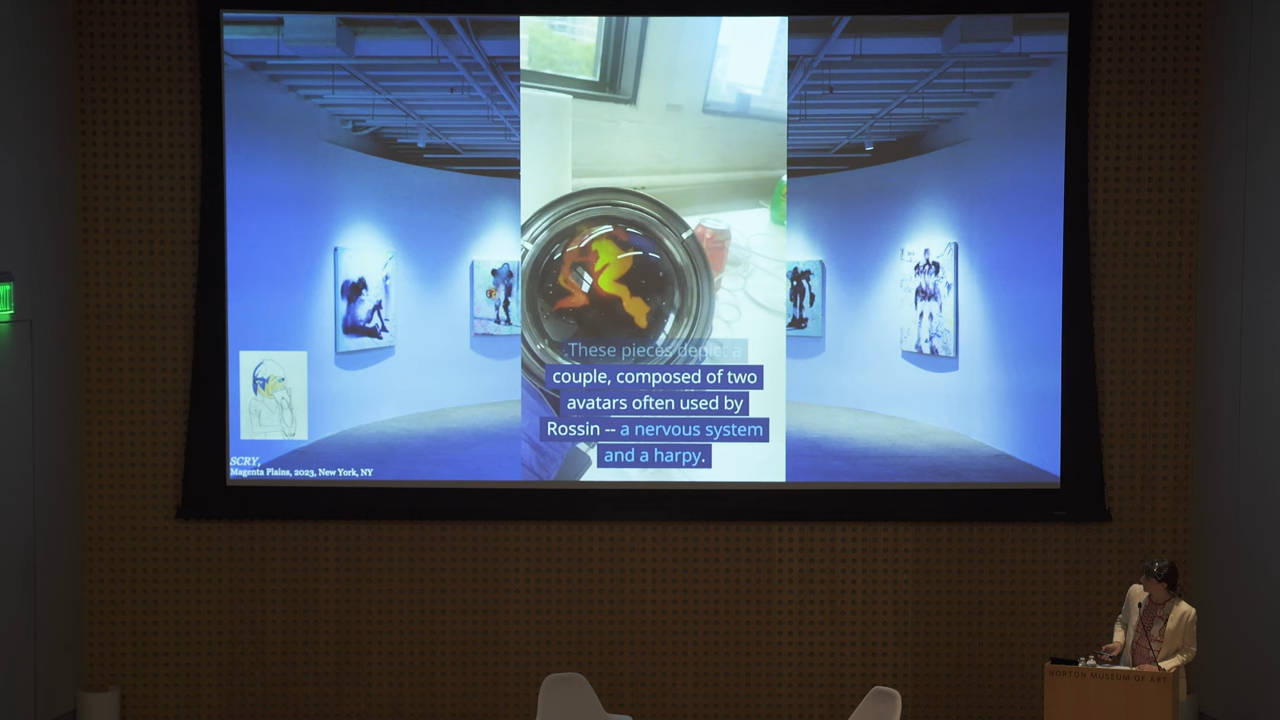 These pieces depict a
couple, composed of two
avatars often used by
Rossin -- a nervous system
and a harpy.
SCRY,
Magenta Plains, 2023, New York, NY
NORTON MUSEUM OF ART